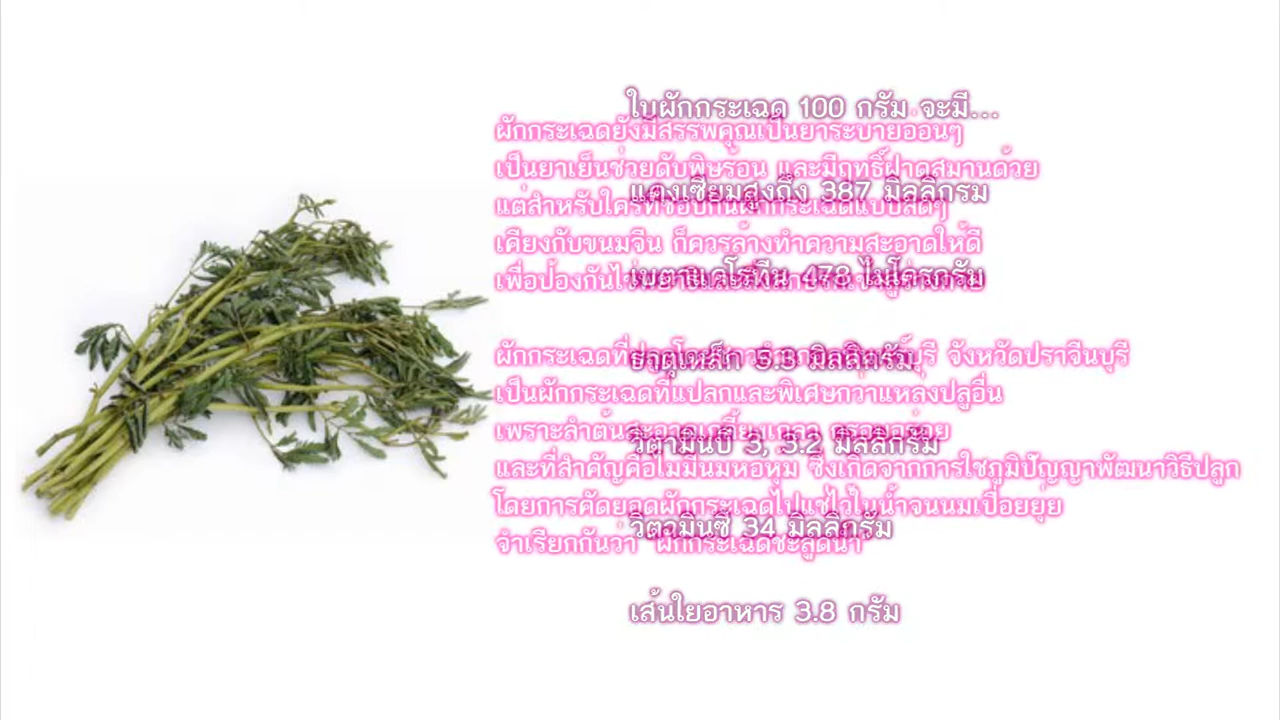 ใบผักกระเฉด 100 กรัม จะมี...
แคลเซียมสูงถึง 387 มิลลิกรัม
เบตาแคโรทีน 478 ไมโครกรัม
ธาตุเหล็ก 5.3 มิลลิกรัม
วิตามินบี 3, 3.2 มิลลิกรัม
วิตามินซี 34 มิลลิกรัม
เส้นใยอาหาร 3.8 กรัม
ผักกระเฉดยังมีสรรพคุณเป็นยาระบายอ่อนๆ
เป็นยาเย็นช่วยดับพิษร้อน และมีฤทธิ์ฝาดสมานด้วย
แต่สำหรับใครที่ชอบกินผักกระเฉดแบบสดๆ
เคียงกับขนมจีน ก็ควรล้างทำความสะอาดให้ดี
เพื่อป้องกันไข่
ผักกระเฉดที่ บุรี จังหวัดปราจีนบุรี
เป็นผักกระเฉดที่แปลกและพิเศษกว่าแหล่งปลูอื่น
เพราะลำต้น กรอบอร่อย
และที่สำคัญคือไม่มีนมหอหุ้ม ซึ่งเกิดจากการใชภูมิปัญญาพัฒนาวิธีปลูก
โดยการคัดยอดผักกระเฉดไปแช่ไว้ในน้ำจนนมเปื่อยยุ่ย
จำเรียกกันว่า "ผักกระเฉดชะลูดน้ำ"